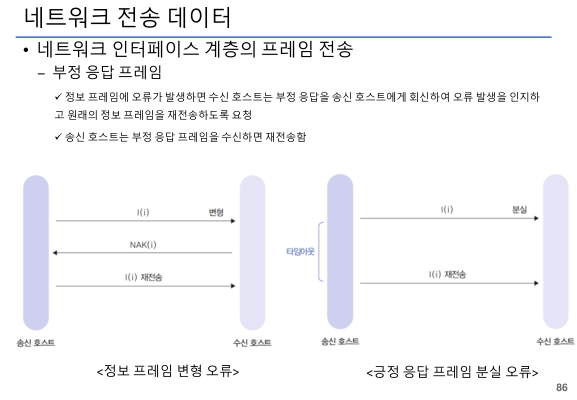 네트워크 전송 데이터
• 네트워크 인터페이스 계층의 프레임 전송
– 부정 응답 프레임
✓ 정보 프레임에 오류가 발생하면 수신 호스트는 부정 응답을 송신 호스트에게 회신하여 오류 발생을 인지하
고 원래의 정보 프레임을 재전송하도록 요청
✓ 송신 호스트는 부정 응답 프레임을 수신하면 재전송함
I(i) 변형
NAK(i)
I(i) 재전송
송신 호스트 수신 호스트
<정보 프레임 변형 오류>
I(i) 분실
타임아웃
I(i) 재전송
송신 호스트 수신 호스트
<긍정 응답 프레임 분실 오류>
86